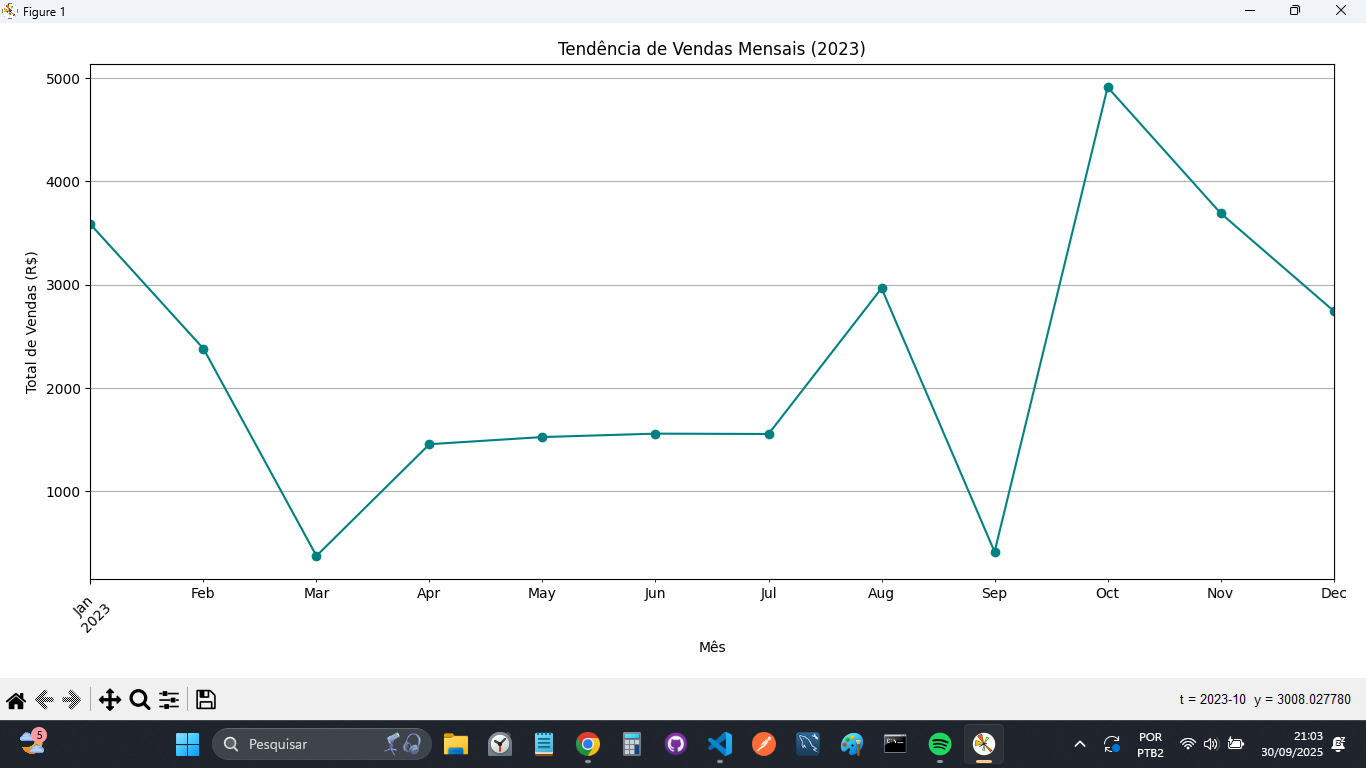 Figure 1
Tendência de Vendas Mensais (2023)
5000
4000
3000
2000
1000
Total de Vendas (R$)
Jan
2023
Feb
Mar
Apr
May
Jun
Jul
Aug
Sep
Oct
Nov
Dec
Mês
t = 2023-10 y = 3008.027780
5
Pesquisar
POR
PTB2
21:03
30/09/2025